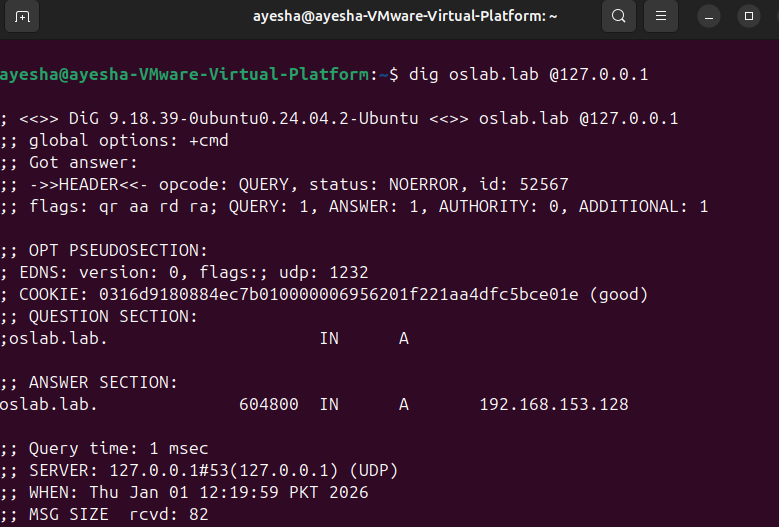 ayesha@ayesha-VMware-Virtual-Platform: ~
ayesha@ayesha-VMware-Virtual-Platform:~$ dig oslab.lab @127.0.0.1
; <<>> DiG 9.18.39-0ubuntu0.24.04.2-Ubuntu <<>> oslab.lab @127.0.0.1
;; global options: +cmd
;; Got answer:
;; ->>HEADER<<- opcode: QUERY, status: NOERROR, id: 52567
;; flags: qr aa rd ra; QUERY: 1, ANSWER: 1, AUTHORITY: 0, ADDITIONAL: 1
;; OPT PSEUDOSECTION:
; EDNS: version: 0, flags:; udp: 1232
; COOKIE: 0316d9180884ec7b010000006956201f221aa4dfc5bce01e (good)
;; QUESTION SECTION:
;oslab.lab. IN A
;; ANSWER SECTION:
oslab.lab. 604800 IN A 192.168.153.128
;; Query time: 1 msec
;; SERVER: 127.0.0.1#53(127.0.0.1) (UDP)
;; WHEN: Thu Jan 01 12:19:59 PKT 2026
;; MSG SIZE rcvd: 82